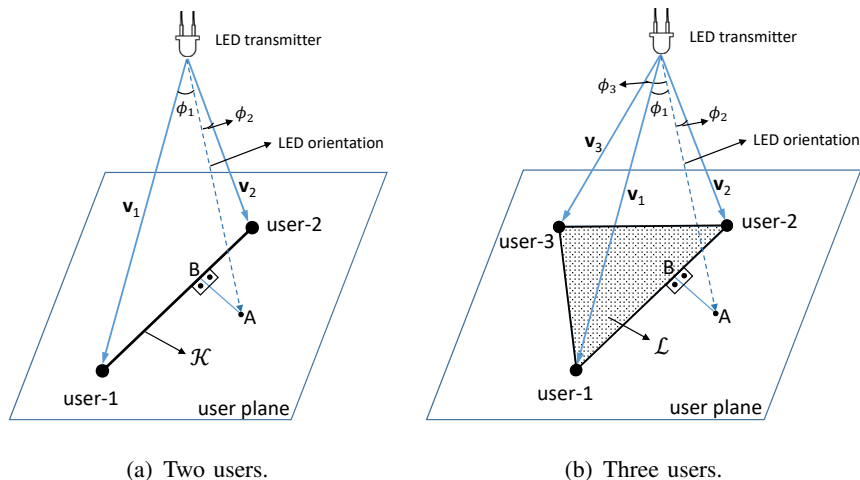 LED transmitter
ϕ₁
ϕ₂
LED orientation
v₁
v₂
user-2
B
A
𝒦
user-1
user plane
(a) Two users.
LED transmitter
ϕ₃
ϕ₁
ϕ₂
LED orientation
v₃
v₁
v₂
user-3
user-2
B
A
ℒ
user-1
user plane
(b) Three users.